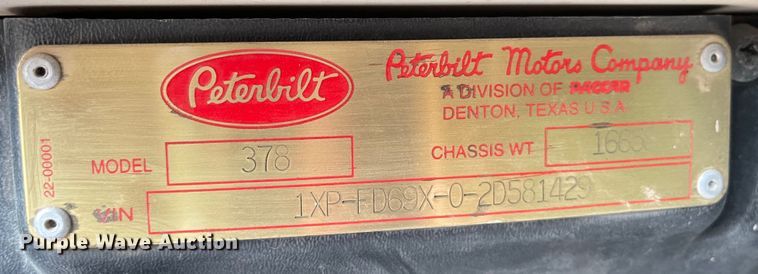 Peterbilt
Peterbilt Motors Company
A DIVISION OF PACCAR
DENTON, TEXAS U.S.A.
MODEL 378 CHASSIS WT
VIN 1XP-FD69X-0-2D581429
22-00001
Purple Wave Auction